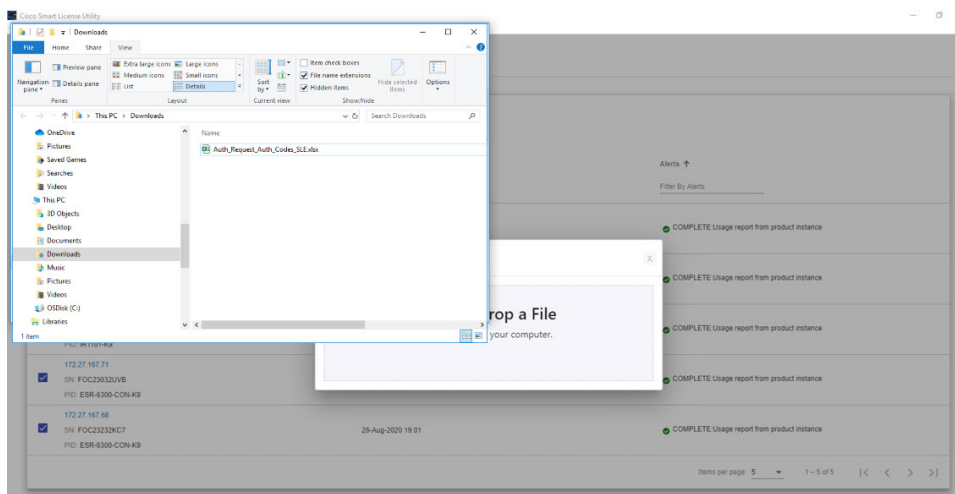 Cisco Smart License Utility
Downloads
File Home Share View
Navigation pane
Preview pane
Details pane
Panes
Extra large icons Large icons
Medium icons Small icons
List Details
Layout
Sort by
Current view
Item check boxes
File name extensions
Hidden items
Hide selected items
Show/hide
Options
This PC > Downloads
Search Downloads
OneDrive
Pictures
Saved Games
Searches
Videos
This PC
3D Objects
Desktop
Documents
Downloads
Music
Pictures
Videos
OSDisk (C:)
Libraries
Name
Auth_Request_Auth_Codes_SLE.xlsx
1 item
Alerts
Filter By Alerts
COMPLETE:Usage report from product instance
COMPLETE:Usage report from product instance
x
rop a File
your computer.
COMPLETE:Usage report from product instance
PID: IR1101-K9
172.27.167.71
SN: FOC23032UVB
PID: ESR-6300-CON-K9
COMPLETE:Usage report from product instance
172.27.167.66
SN: FOC23232KC7
PID: ESR-6300-CON-K9
26-Aug-2020 19:01
COMPLETE:Usage report from product instance
Items per page 5 1 – 5 of 5